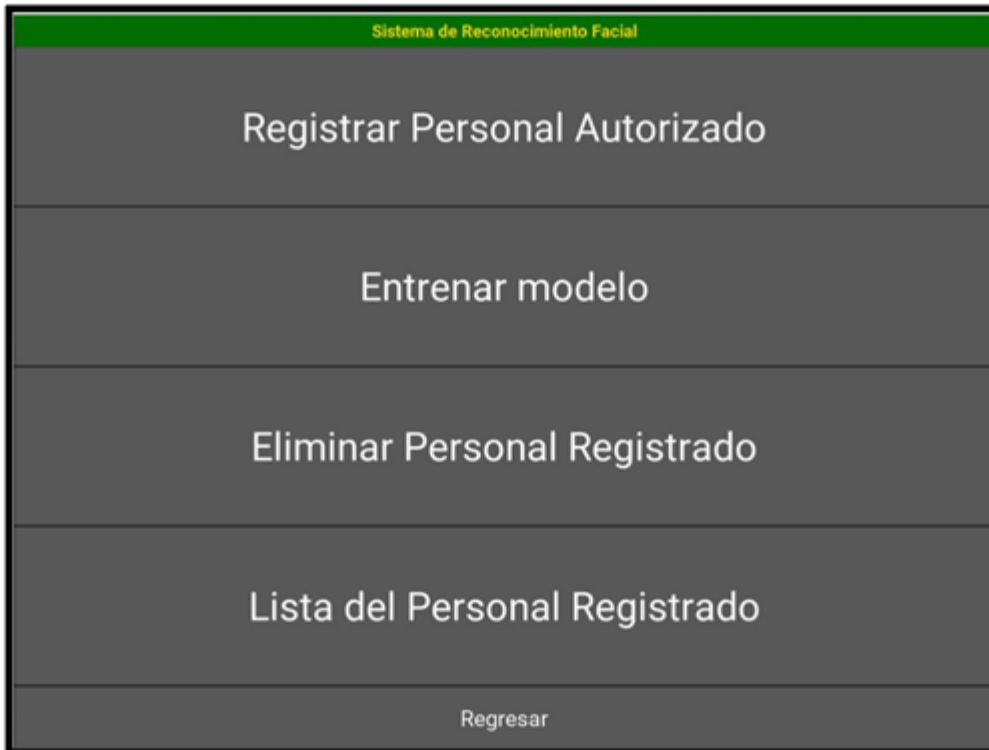 Sistema de Reconocimiento Facial
Registrar Personal Autorizado
Entrenar modelo
Eliminar Personal Registrado
Lista del Personal Registrado
Regresar